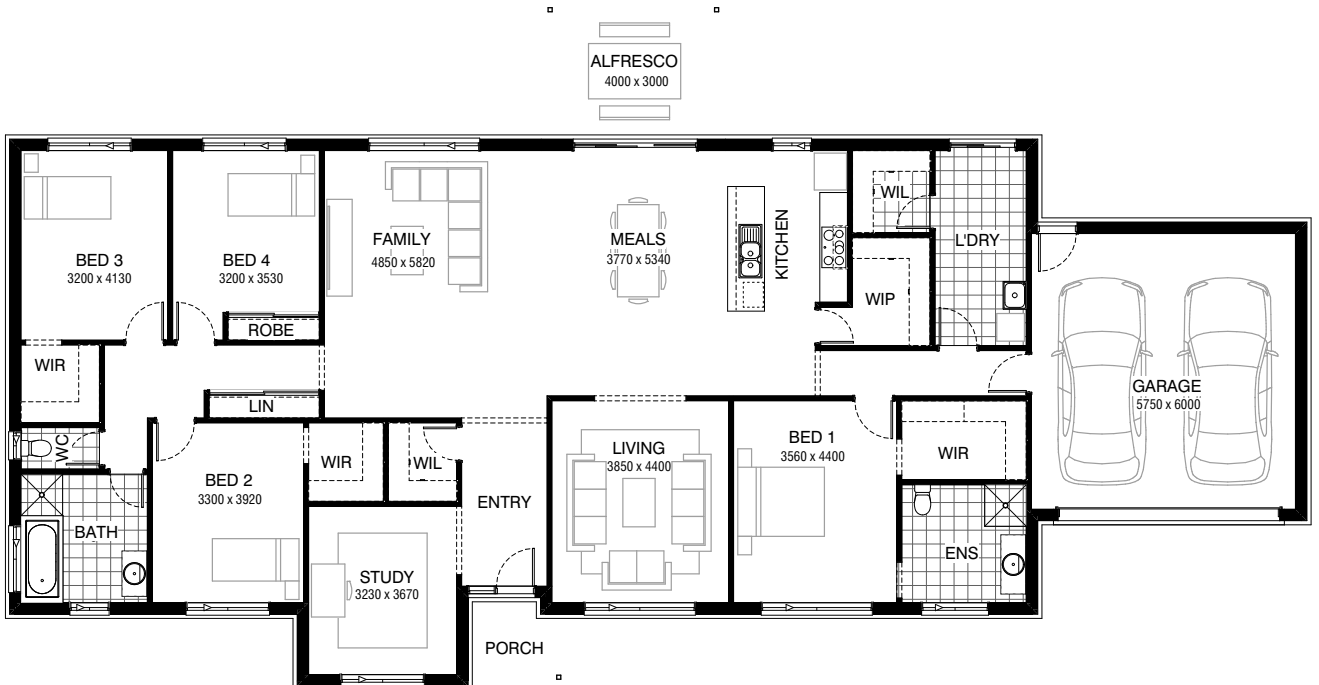 ALFRESCO
4000 x 3000
BED 3
3200 x 4130
BED 4
3200 x 3530
ROBE
FAMILY
4850 x 5820
MEALS
3770 x 5340
KITCHEN
WIL
L'DRY
WIP
WIR
LIN
WC
BATH
BED 2
3300 x 3920
WIR
WIL
ENTRY
STUDY
3230 x 3670
PORCH
LIVING
3850 x 4400
BED 1
3560 x 4400
WIR
ENS
GARAGE
5750 x 6000